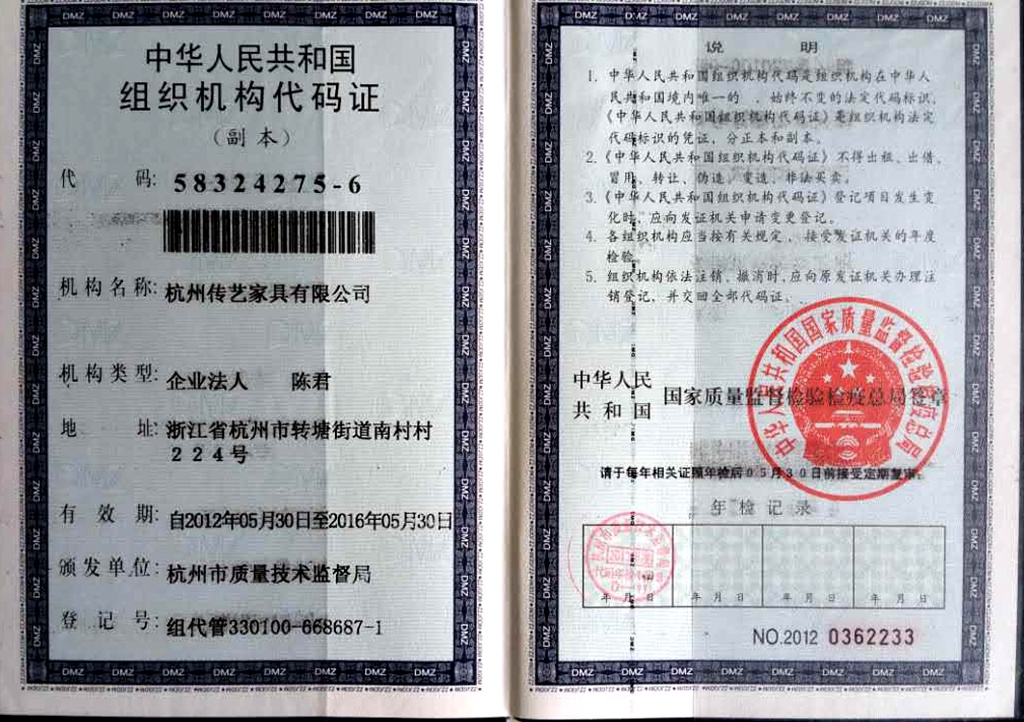 中华人民共和国
组织机构代码证
（副本）
代 码: 58324275-6
机构名称: 杭州传艺家具有限公司
机构类型: 企业法人 陈君
地 址: 浙江省杭州市转塘街道南村村
２２４号
有 效 期: 自2012年05月30日至2016年05月30日
颁发单位: 杭州市质量技术监督局
登 记 号: 组代管330100-668687-1
说 明
1. 中华人民共和国组织机构代码是组织机构在中华人
民共和国境内唯一的、始终不变的法定代码标识,
《中华人民共和国组织机构代码证》是组织机构法定
代码标识的凭证, 分正本和副本。
2.《中华人民共和国组织机构代码证》不得出租、出借、
冒用、转让、伪造、变造、非法买卖。
3.《中华人民共和国组织机构代码证》登记项目发生变
化时, 应向发证机关申请变更登记。
4. 各组织机构应当按有关规定, 接受发证机关的年度
检验。
5. 组织机构依法注销、撤消时, 应向原发证机关办理注
销登记, 并交回全部代码证。
中华人民
共 和 国 国家质量监督检验检疫总局签章
中华人民共和国国家质量监督检验检疫总局
请于每年相关证照年检后05月30日前接受定期复审。
年 检 记 录
年 月 日 年 月 日 年 月 日 年 月 日
NO.2012 0362233